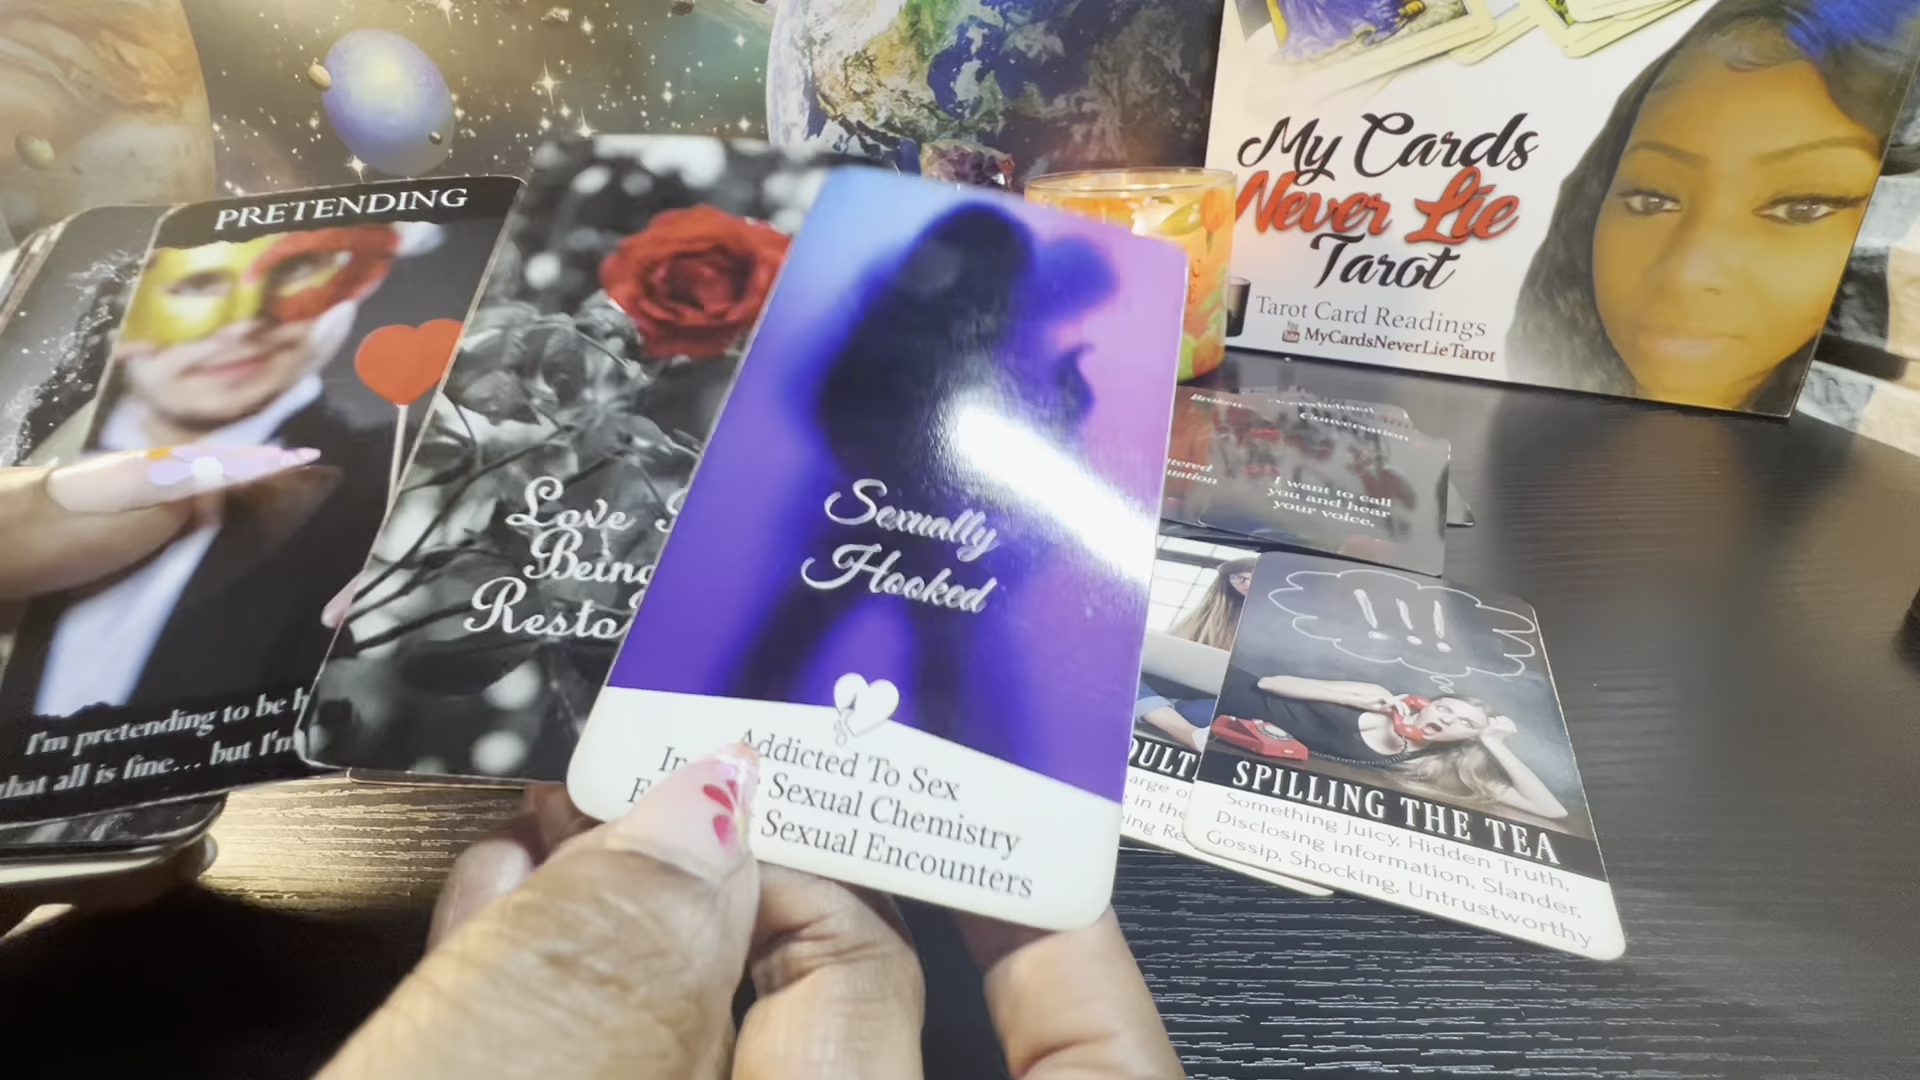 PRETENDING
I'm pretending to be
that all is fine... but I'm
Love
Being
Resto
Sexually
Hooked
Addicted To Sex
Sexual Chemistry
Sexual Encounters
My Cards
Never Lie
Tarot
Tarot Card Readings
MyCardsNeverLieTarot
Broken
Overwhelmed
Conversation
I want to call
you and hear
your voice.
!!!
SPILLING THE TEA
Something Juicy, Hidden Truth,
Disclosing information, Slander,
Gossip, Shocking, Untrustworthy